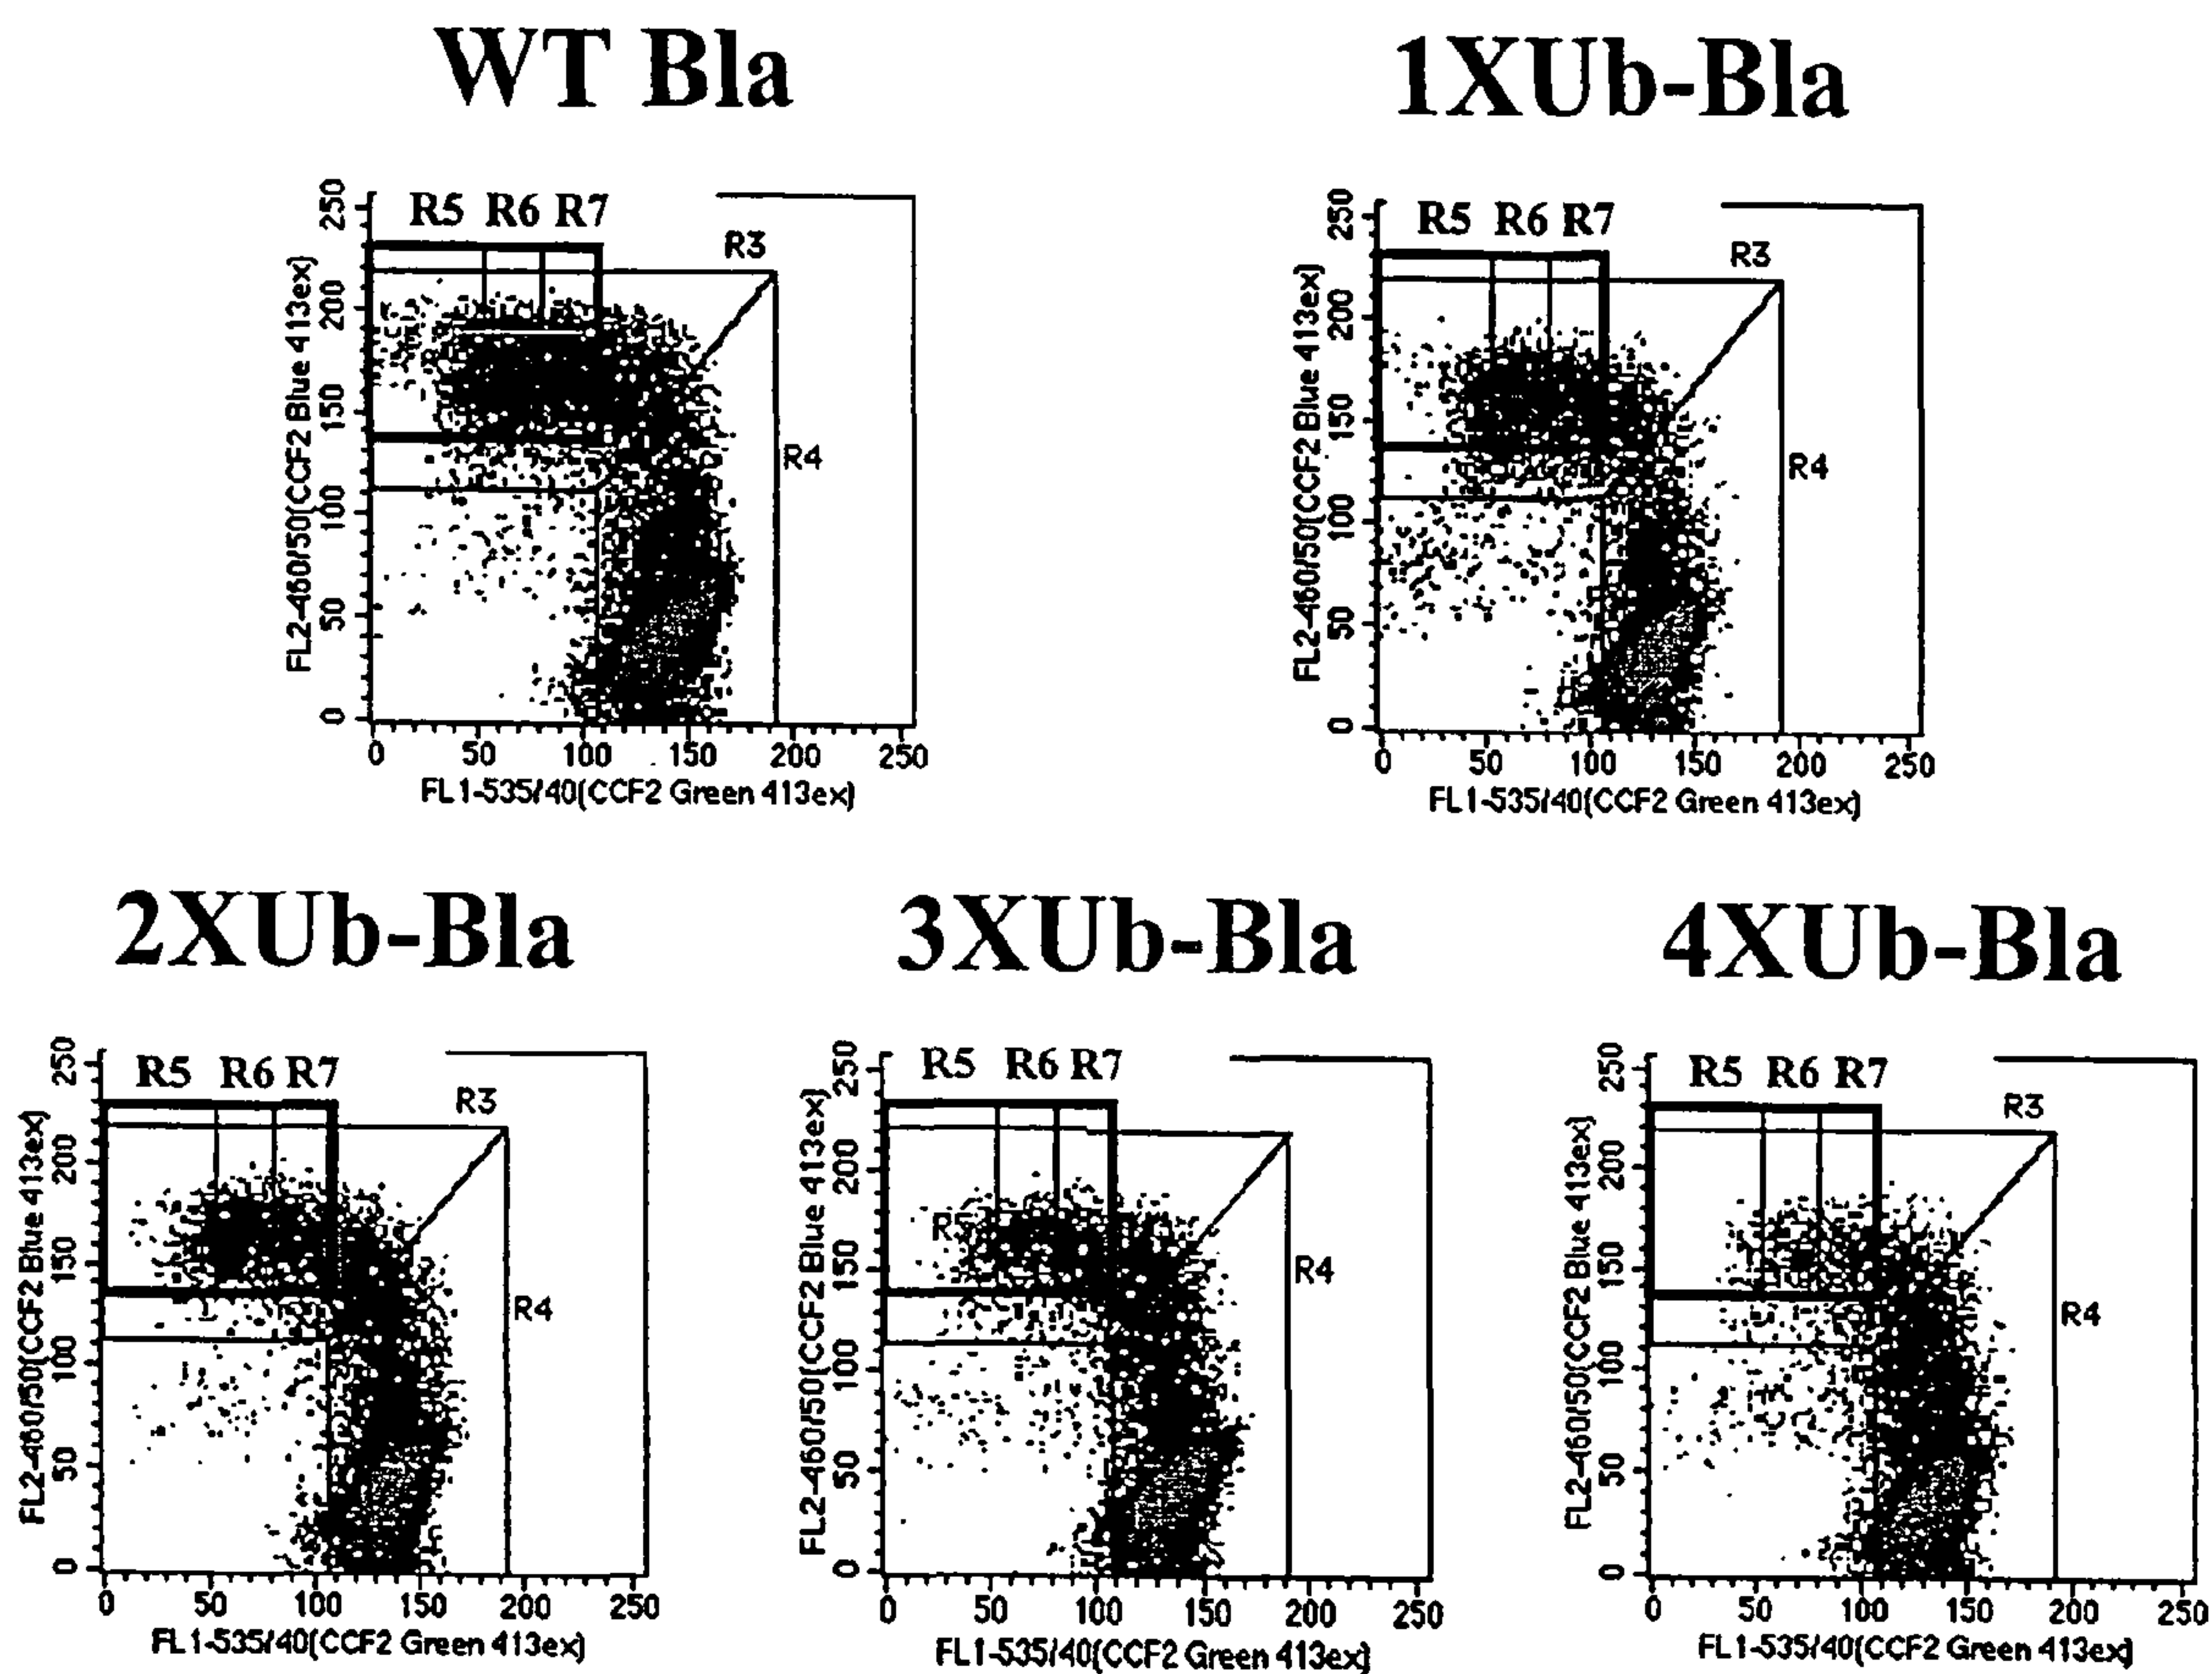 WT Bla
1XUb-Bla
R5 R6 R7
R3
R4
250
200
150
100
50
0
FL2-460/50(CCF2 Blue 413ex)
0 50 100 150 200 250
FL1-535/40(CCF2 Green 413ex)
R5 R6 R7
R3
R4
250
200
150
100
50
0
FL2-460/50(CCF2 Blue 413ex)
0 50 100 150 200 250
FL1-535/40(CCF2 Green 413ex)
2XUb-Bla
3XUb-Bla
4XUb-Bla
R5 R6 R7
R3
R4
250
200
150
100
50
0
FL2-460/50(CCF2 Blue 413ex)
0 50 100 150 200 250
FL1-535/40(CCF2 Green 413ex)
R5 R6 R7
R4
250
200
150
100
50
0
FL2-460/50(CCF2 Blue 413ex)
0 50 100 150 200 250
FL1-535/40(CCF2 Green 413ex)
R5 R6 R7
R3
R4
250
200
150
100
50
0
FL2-460/50(CCF2 Blue 413ex)
0 50 100 150 200 250
FL1-535/40(CCF2 Green 413ex)